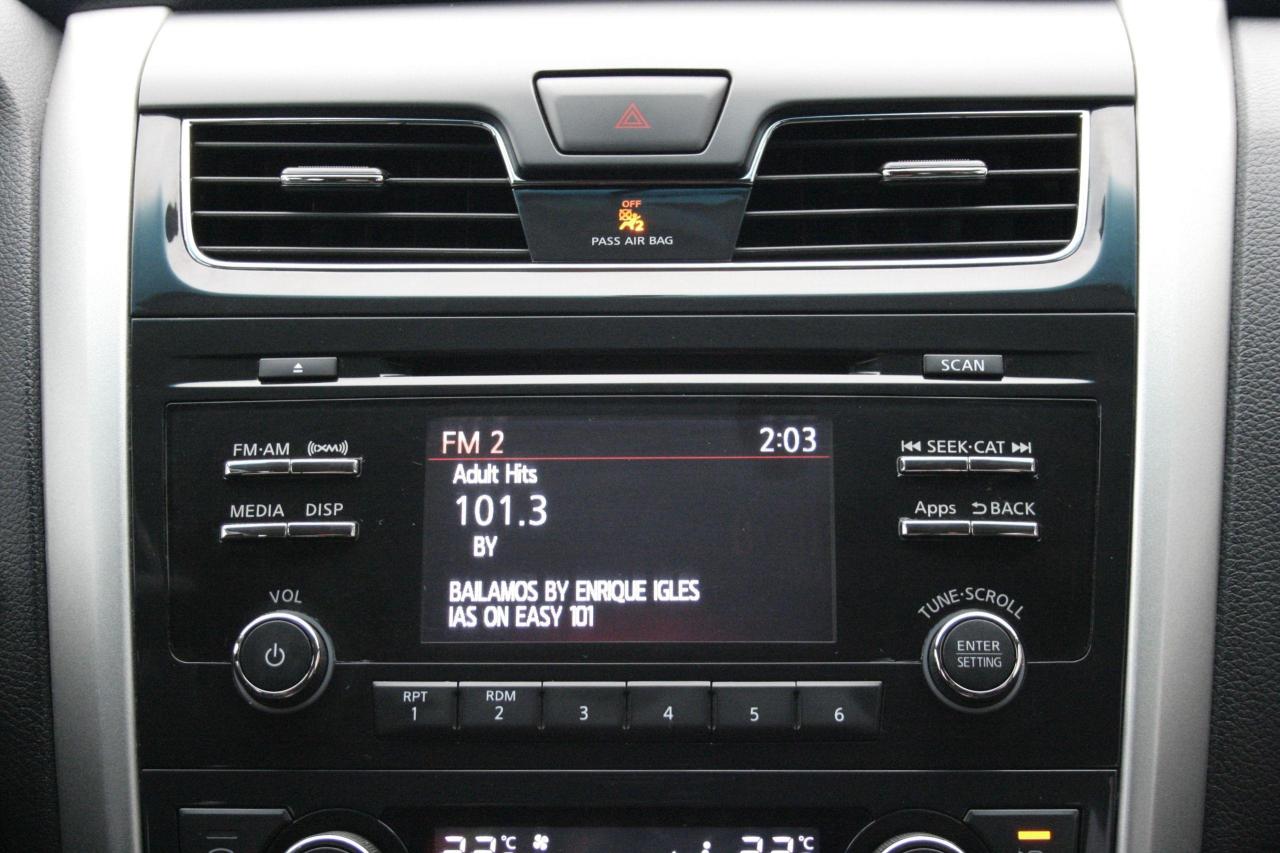 OFF
PASS AIR BAG
SCAN
FM·AM
((XM))
MEDIA
DISP
VOL
FM 2 2:03
Adult Hits
101.3
BY
BAILAMOS BY ENRIQUE IGLES
IAS ON EASY 101
SEEK·CAT
Apps
BACK
TUNE·SCROLL
ENTER
SETTING
RPT
1
RDM
2
3
4
5
6
°C
°C